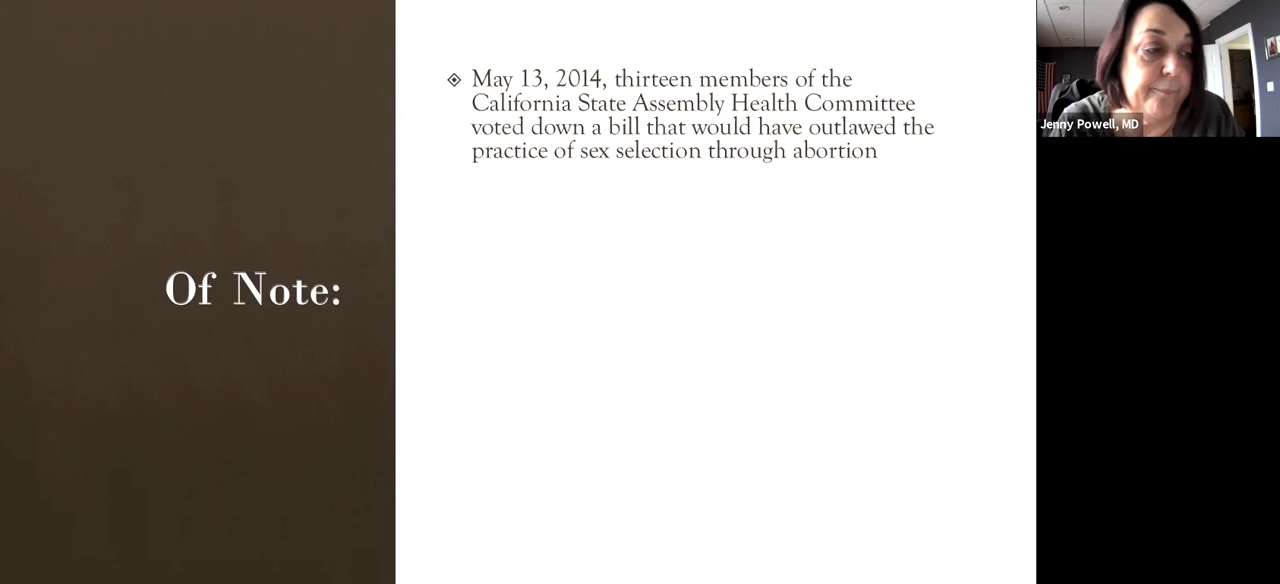 Of Note:
May 13, 2014, thirteen members of the
California State Assembly Health Committee
voted down a bill that would have outlawed the
practice of sex selection through abortion
Jenny Powell, MD